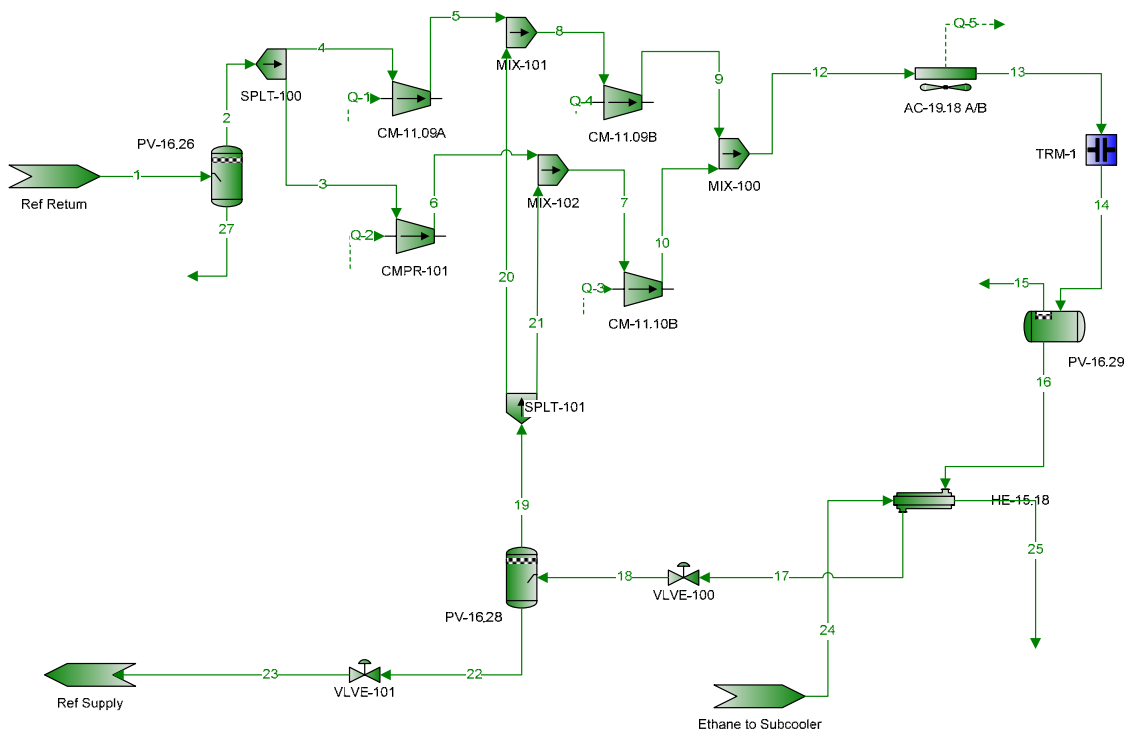 5
8
4
MIX-101
9
12
Q-5
13
SPLT-100
Q-1
Q-4
AC-19.18 A/B
2
CM-11.09A
CM-11.09B
PV-16.26
TRM-1
MIX-100
1
3
6
MIX-102
7
14
Ref Return
27
Q-2
10
CMPR-101
20
Q-3
15
21
CM-11.10B
PV-16.29
16
SPLT-101
19
HE-15.18
25
18
17
VLVE-100
PV-16.28
24
23
22
VLVE-101
Ref Supply
Ethane to Subcooler